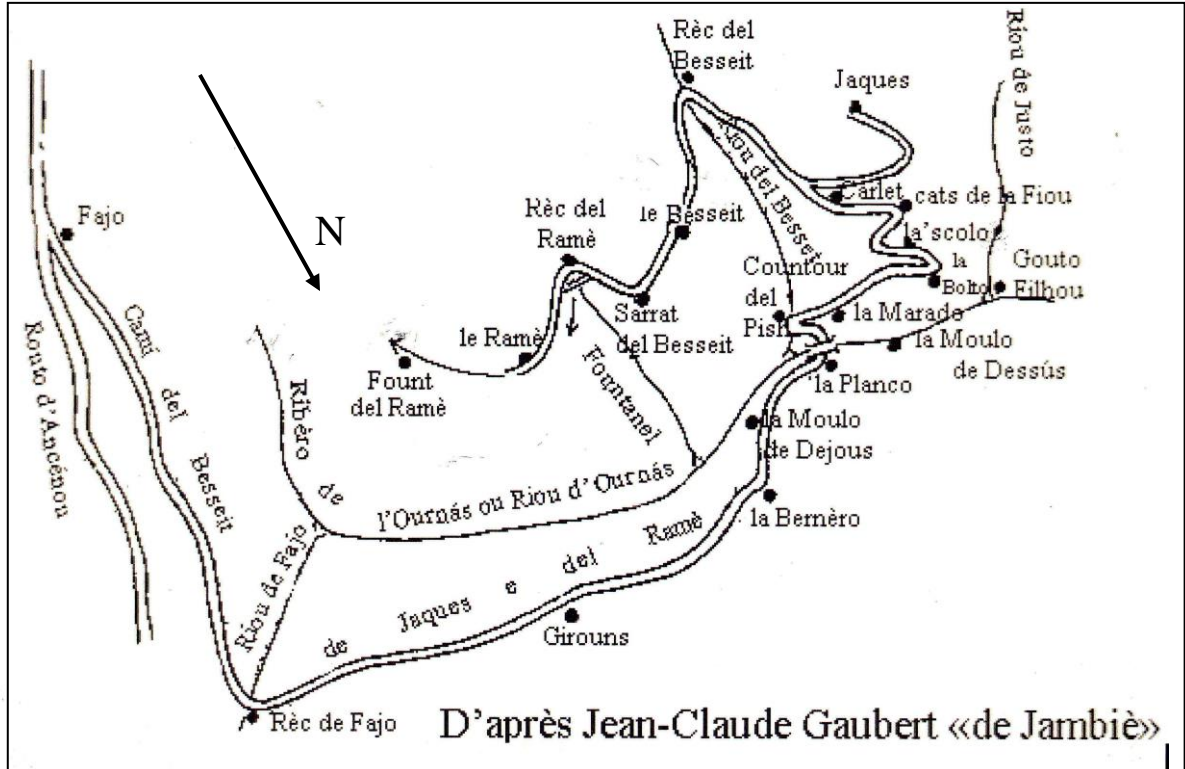 Rèc del
Besseit
Jaques
Riou de Justo
Fajo
N
Rèc del
Ramè
le Besseit
Riou del Besset
Carlet
cats de la Fiou
la'scolo
la
Bolto
Gouto
Filhou
Countour
del
Pish
la Marado
Sarrat
del Besseit
le Ramè
Fount
del Ramè
la Moulo
de Dessús
la Planco
Fountanel
la Moulo
de Dejous
la Bernèro
Routo d'Ancénou
Cami del Besseit
Ribèro de
l'Ournás ou Riou d'Ournás
Riou de Fajo
de Jaques e del Ramè
Girouns
Rèc de Fajo
D'après Jean-Claude Gaubert «de Jambiè»